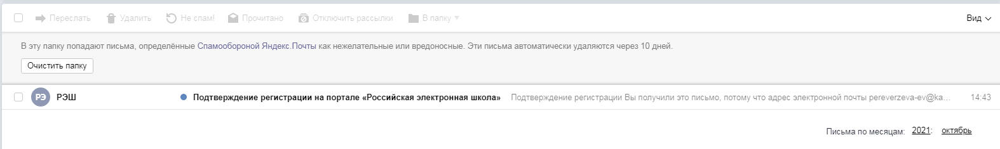 Переслать Удалить Не спам! Прочитано Отключить рассылки В папку Вид
В эту папку попадают письма, определённые Спамообороной Яндекс.Почты как нежелательные или вредоносные. Эти письма автоматически удаляются через 10 дней.
Очистить папку
РЭ РЭШ Подтверждение регистрации на портале «Российская электронная школа» Подтверждение регистрации Вы получили это письмо, потому что адрес электронной почты pereverzeva-ev@ka... 14:43
Письма по месяцам: 2021: октябрь